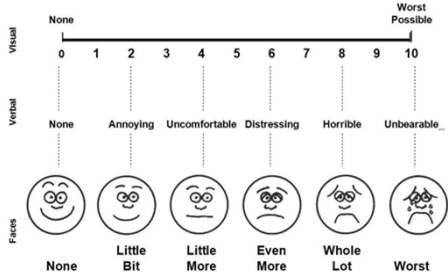 None
Worst
Possible
Visual
0 1 2 3 4 5 6 7 8 9 10
Verbal
None Annoying Uncomfortable Distressing Horrible Unbearable_
Faces
None
Little
Bit
Little
More
Even
More
Whole
Lot
Worst